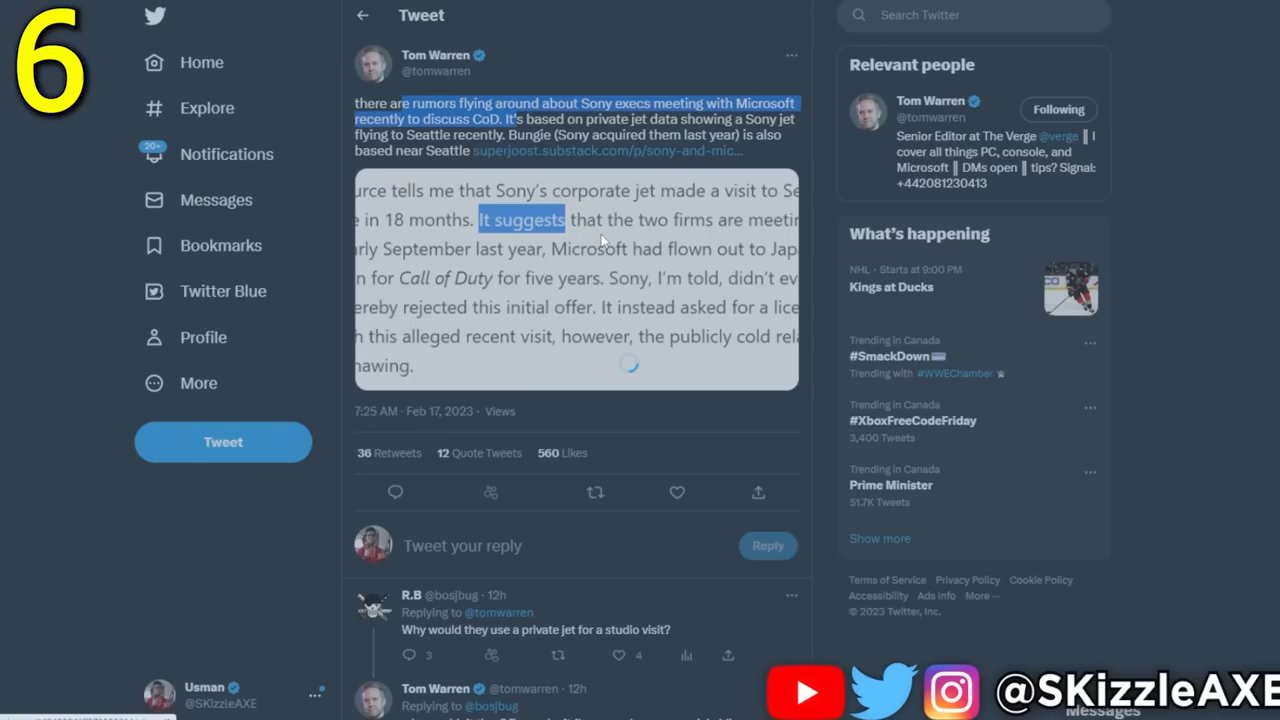 6
Home
Explore
20+
Notifications
Messages
Bookmarks
Twitter Blue
Profile
More
Tweet
Usman
@SKizzleAXE
Tweet
Tom Warren
@tomwarren
there are rumors flying around about Sony execs meeting with Microsoft
recently to discuss CoD. It's based on private jet data showing a Sony jet
flying to Seattle recently. Bungie (Sony acquired them last year) is also
based near Seattle superjoost.substack.com/p/sony-and-mic...
urce tells me that Sony's corporate jet made a visit to Se
e in 18 months. It suggests that the two firms are meetin
rly September last year, Microsoft had flown out to Jap
n for Call of Duty for five years. Sony, I'm told, didn't ev
ereby rejected this initial offer. It instead asked for a lice
h this alleged recent visit, however, the publicly cold rela
nawing.
7:25 AM · Feb 17, 2023 · Views
36 Retweets 12 Quote Tweets 560 Likes
Tweet your reply
Reply
R.B @bosjbug · 12h
Replying to @tomwarren
Why would they use a private jet for a studio visit?
3 4
Tom Warren @tomwarren · 12h
Replying to @bosjbug
Search Twitter
Relevant people
Tom Warren
@tomwarren
Following
Senior Editor at The Verge @verge || I
cover all things PC, console, and
Microsoft || DMs open || tips? Signal:
+442081230413
What's happening
NHL · Starts at 9:00 PM
Kings at Ducks
Trending in Canada
#SmackDown
Trending with #WWEChamber
Trending in Canada
#XboxFreeCodeFriday
3,400 Tweets
Trending in Canada
Prime Minister
51.7K Tweets
Show more
Terms of Service Privacy Policy Cookie Policy
Accessibility Ads info More ···
© 2023 Twitter, Inc.
@SKizzleAXE
Messages